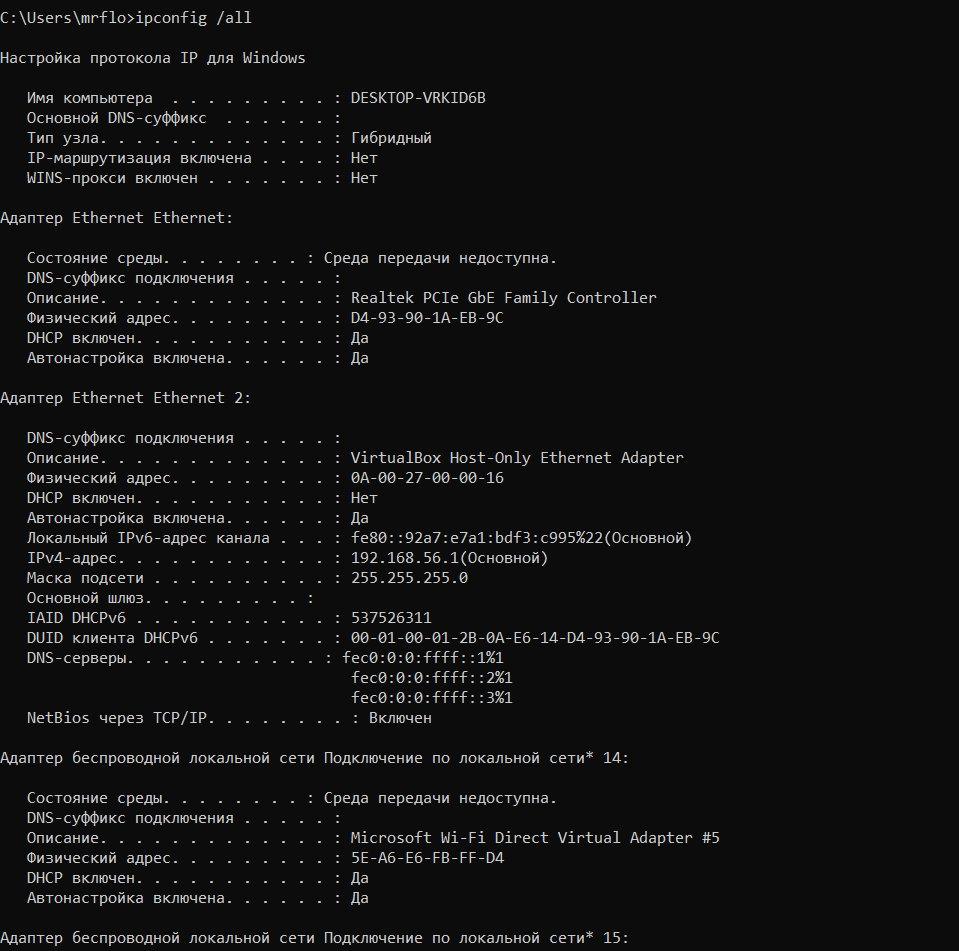 C:\Users\mrflo>ipconfig /all
Настройка протокола IP для Windows
Имя компьютера  . . . . . . . . . : DESKTOP-VRKID6B
Основной DNS-суффикс  . . . . . . :
Тип узла. . . . . . . . . . . . . : Гибридный
IP-маршрутизация включена . . . . : Нет
WINS-прокси включен . . . . . . . : Нет
Адаптер Ethernet Ethernet:
Состояние среды. . . . . . . . : Среда передачи недоступна.
DNS-суффикс подключения . . . . . :
Описание. . . . . . . . . . . . . : Realtek PCIe GbE Family Controller
Физический адрес. . . . . . . . . : D4-93-90-1A-EB-9C
DHCP включен. . . . . . . . . . . : Да
Автонастройка включена. . . . . . : Да
Адаптер Ethernet Ethernet 2:
DNS-суффикс подключения . . . . . :
Описание. . . . . . . . . . . . . : VirtualBox Host-Only Ethernet Adapter
Физический адрес. . . . . . . . . : 0A-00-27-00-00-16
DHCP включен. . . . . . . . . . . : Нет
Автонастройка включена. . . . . . : Да
Локальный IPv6-адрес канала . . . : fe80::92a7:e7a1:bdf3:c995%22(Основной)
IPv4-адрес. . . . . . . . . . . . : 192.168.56.1(Основной)
Маска подсети . . . . . . . . . . : 255.255.255.0
Основной шлюз. . . . . . . . . :
IAID DHCPv6 . . . . . . . . . . . : 537526311
DUID клиента DHCPv6 . . . . . . . : 00-01-00-01-2B-0A-E6-14-D4-93-90-1A-EB-9C
DNS-серверы. . . . . . . . . . . : fec0:0:0:ffff::1%1
fec0:0:0:ffff::2%1
fec0:0:0:ffff::3%1
NetBios через TCP/IP. . . . . . . . : Включен
Адаптер беспроводной локальной сети Подключение по локальной сети* 14:
Состояние среды. . . . . . . . : Среда передачи недоступна.
DNS-суффикс подключения . . . . . :
Описание. . . . . . . . . . . . . : Microsoft Wi-Fi Direct Virtual Adapter #5
Физический адрес. . . . . . . . . : 5E-A6-E6-FB-FF-D4
DHCP включен. . . . . . . . . . . : Да
Автонастройка включена. . . . . . : Да
Адаптер беспроводной локальной сети Подключение по локальной сети* 15: